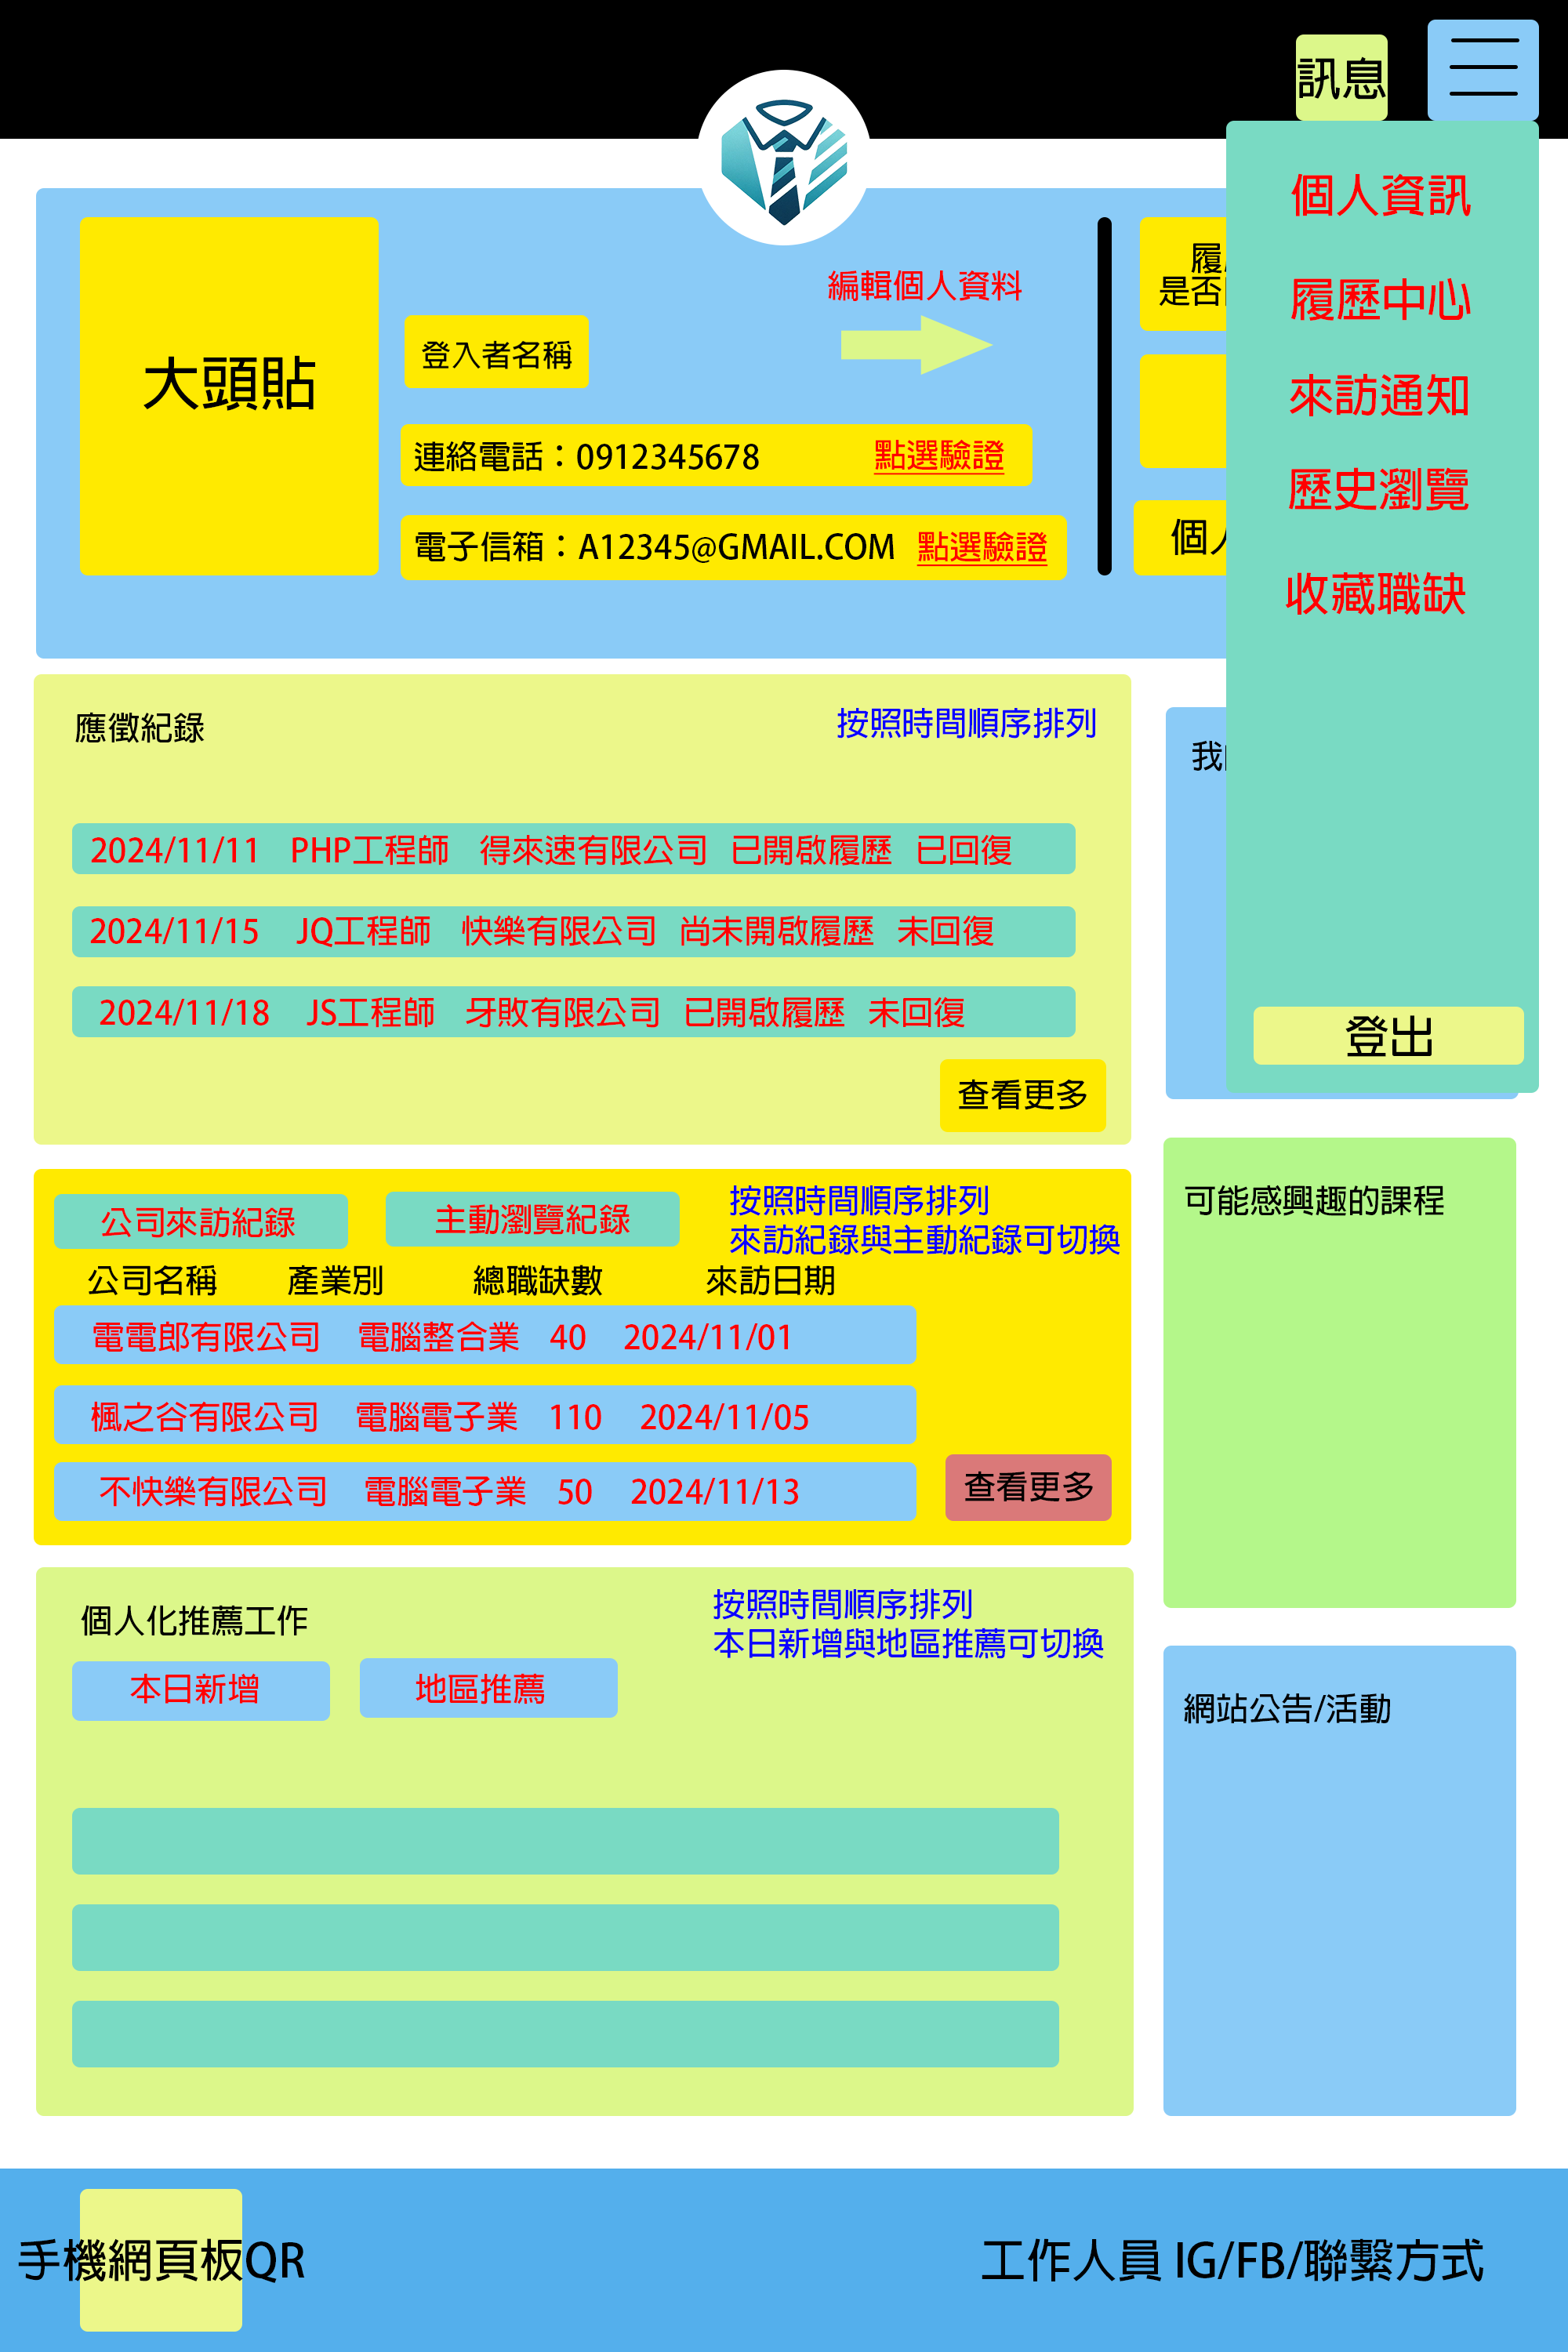 訊息
個人資訊
履歷中心
來訪通知
歷史瀏覽
收藏職缺
登出
大頭貼
登入者名稱
編輯個人資料
連絡電話：0912345678 點選驗證
電子信箱：A12345@GMAIL.COM 點選驗證
是否
個
應徵紀錄
按照時間順序排列
2024/11/11 PHP工程師 得來速有限公司 已開啟履歷 已回復
2024/11/15 JQ工程師 快樂有限公司 尚未開啟履歷 未回復
2024/11/18 JS工程師 牙敗有限公司 已開啟履歷 未回復
查看更多
我
公司來訪紀錄
主動瀏覽紀錄
按照時間順序排列
來訪紀錄與主動紀錄可切換
公司名稱 產業別 總職缺數 來訪日期
電電郎有限公司 電腦整合業 40 2024/11/01
楓之谷有限公司 電腦電子業 110 2024/11/05
不快樂有限公司 電腦電子業 50 2024/11/13
查看更多
可能感興趣的課程
個人化推薦工作
按照時間順序排列
本日新增與地區推薦可切換
本日新增
地區推薦
網站公告/活動
手機網頁板QR
工作人員 IG/FB/聯繫方式